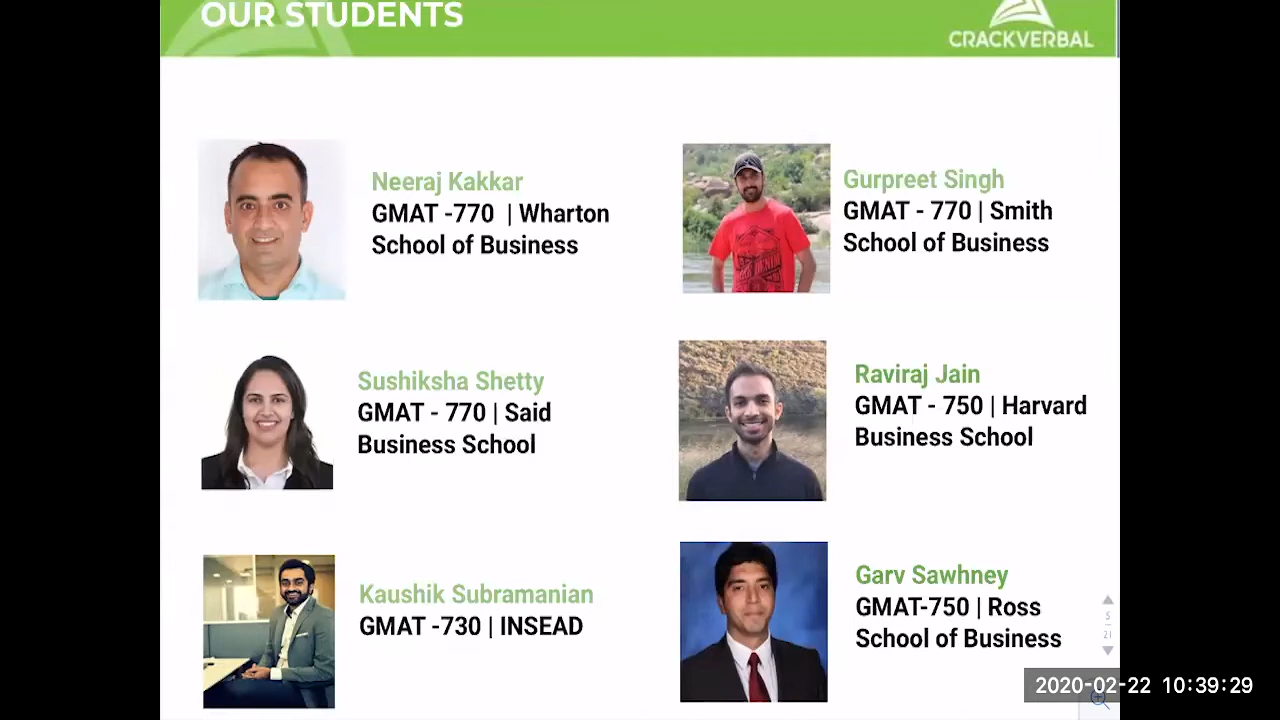 OUR STUDENTS
CRACKVERBAL
Neeraj Kakkar
GMAT -770 | Wharton
School of Business
Gurpreet Singh
GMAT - 770 | Smith
School of Business
Sushiksha Shetty
GMAT - 770 | Said
Business School
Raviraj Jain
GMAT - 750 | Harvard
Business School
Kaushik Subramanian
GMAT -730 | INSEAD
Garv Sawhney
GMAT-750 | Ross
School of Business
5
21
2020-02-22 10:39:29